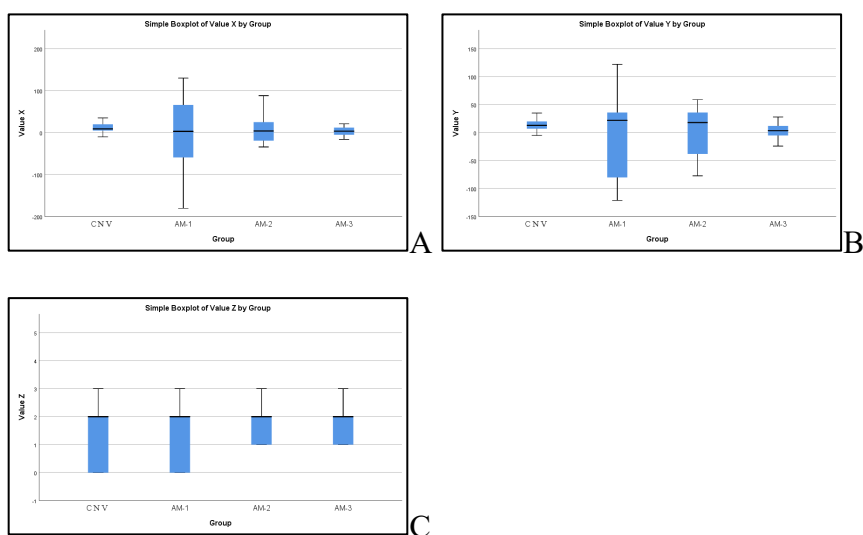 Simple Boxplot of Value X by Group
200
100
0
-100
-200
Value X
C N V AM-1 AM-2 AM-3
Group
A
Simple Boxplot of Value Y by Group
150
100
50
0
-50
-100
-150
Value Y
C N V AM-1 AM-2 AM-3
Group
B
Simple Boxplot of Value Z by Group
5
4
3
2
1
0
-1
Value Z
C N V AM-1 AM-2 AM-3
Group
C